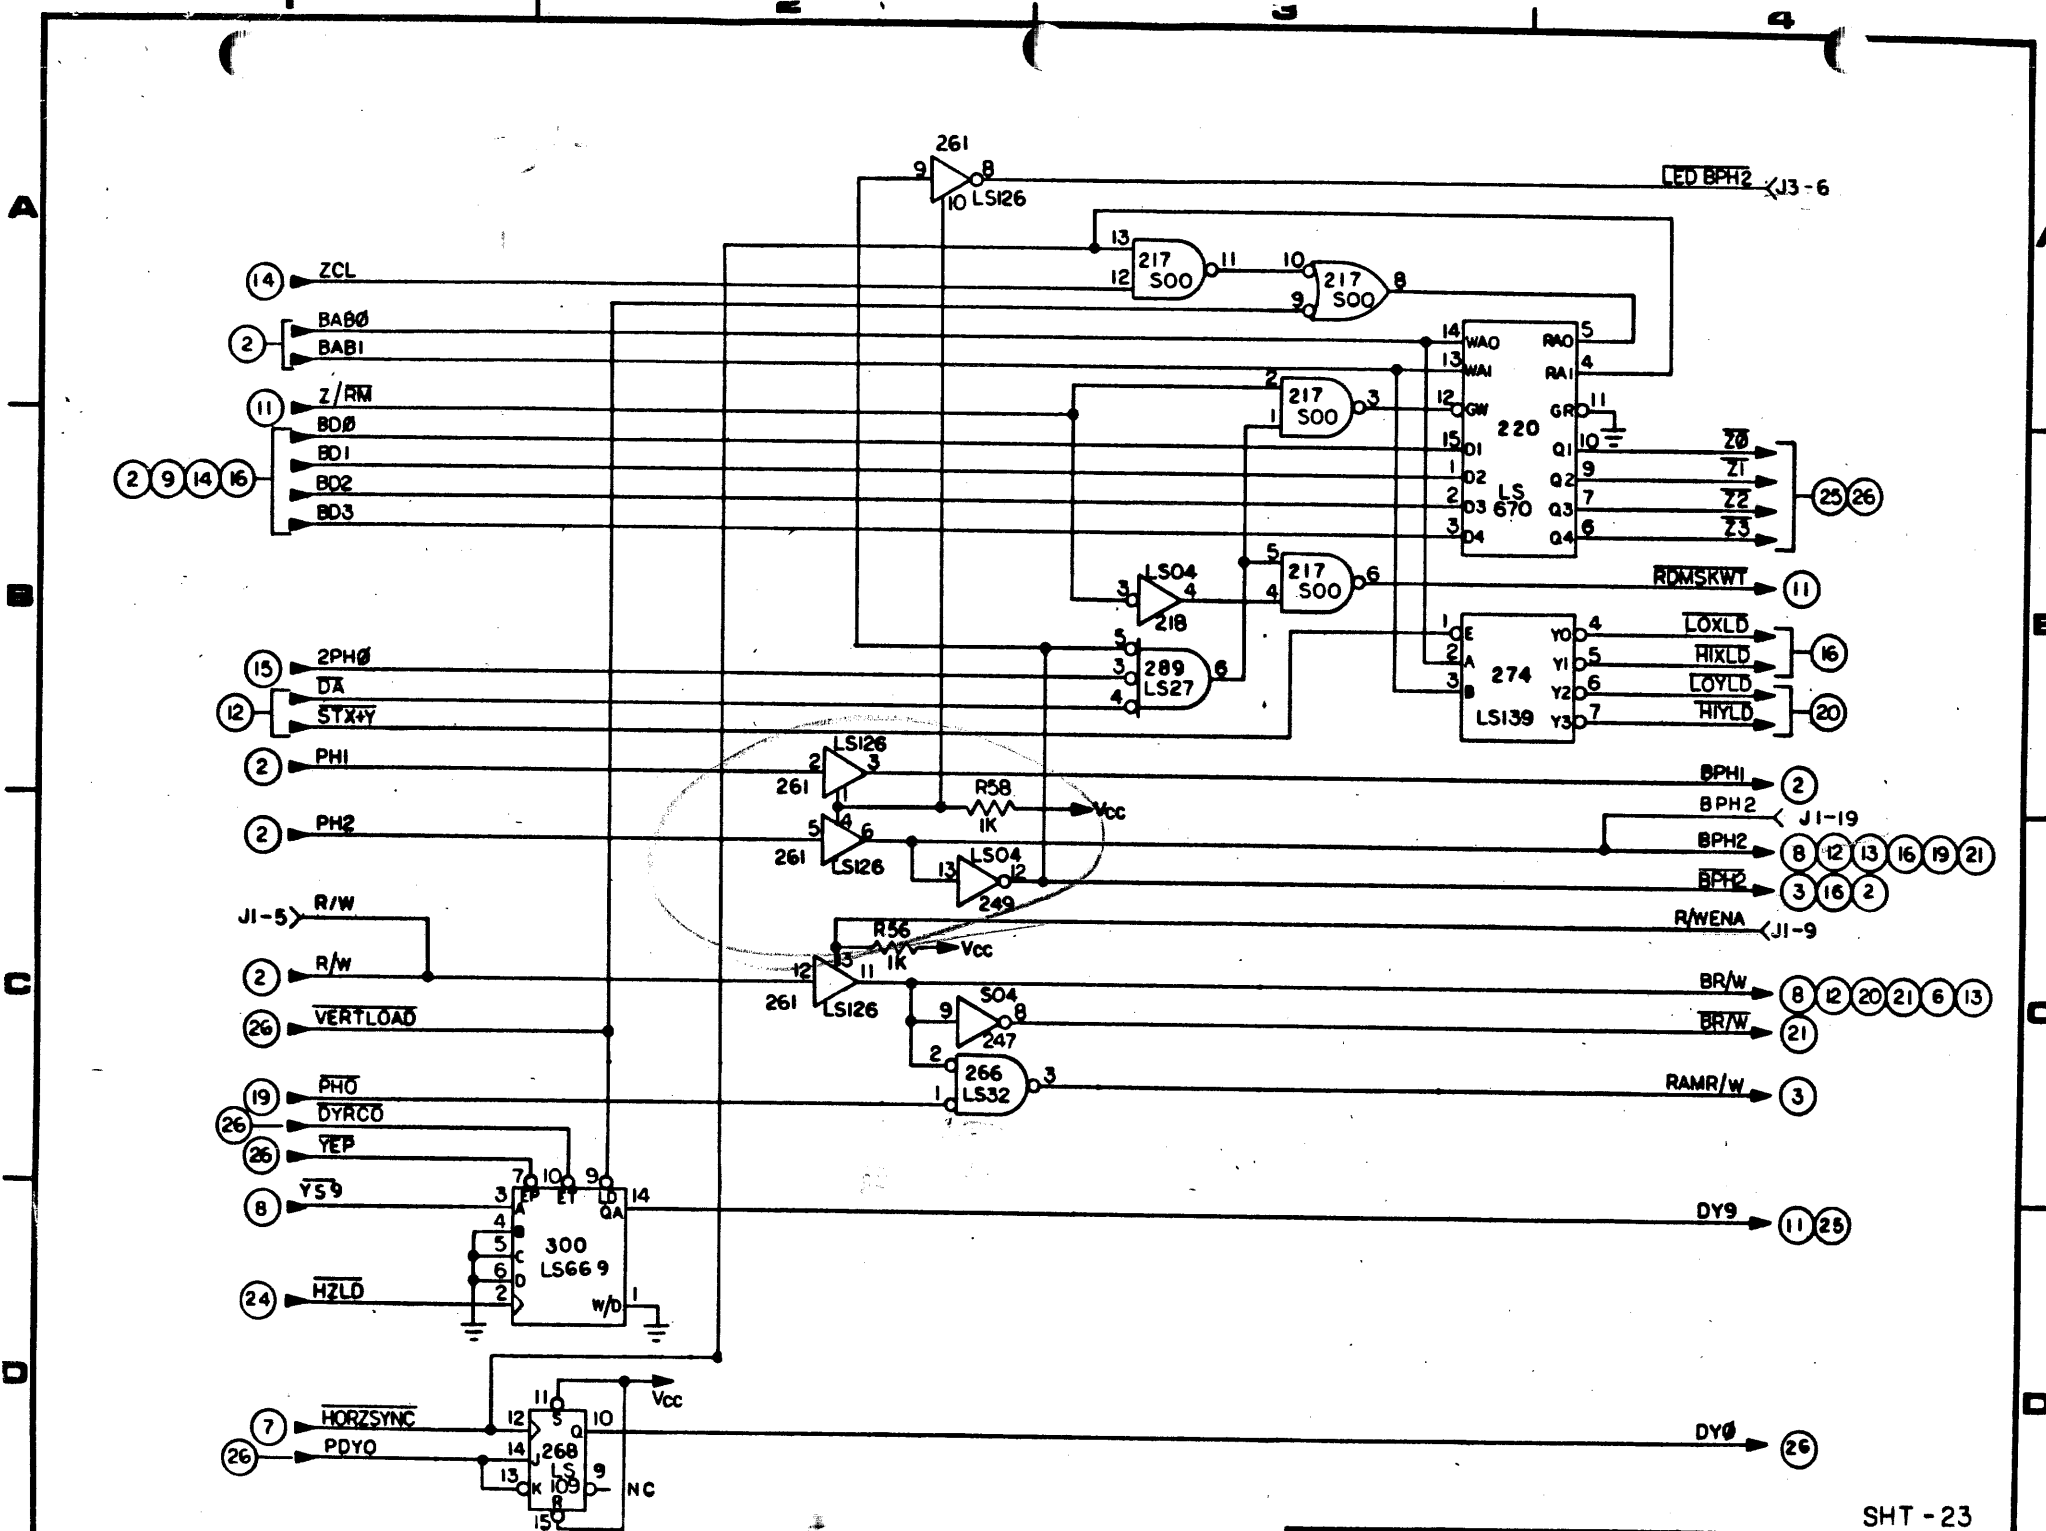 2 3 4
A
B
C
D
A
E
C
D
261
9 8
10 LS126
LED BPH2 J3-6
14 ZCL
13
217
S00
12
11
10
217
S00
9
8
2 BABØ
BAB1
14 WA0 RA0 5
13 WA1 RA1 4
12 GW GR 11
220
15 D1 Q1 10
1 D2 Q2 9
LS
670
2 D3 Q3 7
3 D4 Q4 6
11 Z/RM
2
217
S00
1
3
2 9 14 16
BDØ
BD1
BD2
BD3
ZØ
Z1
Z2
Z3
25 26
LS04
3 4
218
5
217
S00
4
6
RDMSKWT 11
15 2PHØ
12 DA
STX+Y
5
3
4
289
LS27
6
1 E Y0 4
2 A Y1 5
274
3 B Y2 6
LS139 Y3 7
LOXLD
HIXLD
16
LOYLD
HIYLD
20
2 PH1
LS126
2 3
261 1
BPH1 2
R58
1K
Vcc
BPH2 J1-19
2 PH2
5 4 6
261 LS126
BPH2 8 12 13 16 19 21
LS04
13 12
249
BPH2 3 16 2
J1-5 R/W
R/WENA J1-9
R56
1K
Vcc
2 R/W
12 13 11
261 LS126
BR/W 8 12 20 21 6 13
S04
9 8
247
BR/W 21
26 VERTLOAD
2
266
LS32
1
3
RAMR/W 3
19 PHO
26 DYRCO
26 YEP
7 10 9
EP ET LD
8 YS9
3 A QA 14
4 B
5 C
6 D
300
LS669
2 W/D 1
DY9 11 25
24 HZLD
7 HORZSYNC
26 PDYO
11
S
Vcc
12 Q 10
14 J
268
LS
109
13 K 9
NC
R
15
DYØ 26
SHT - 23